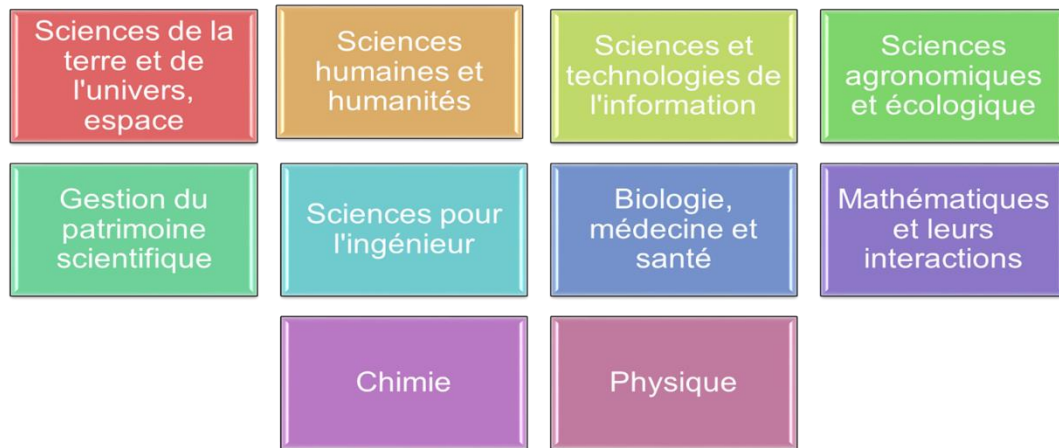 Sciences de la
terre et de
l'univers,
espace
Sciences
humaines et
humanités
Sciences et
technologies de
l'information
Sciences
agronomiques
et écologique
Gestion du
patrimoine
scientifique
Sciences pour
l'ingénieur
Biologie,
médecine et
santé
Mathématiques
et leurs
interactions
Chimie
Physique